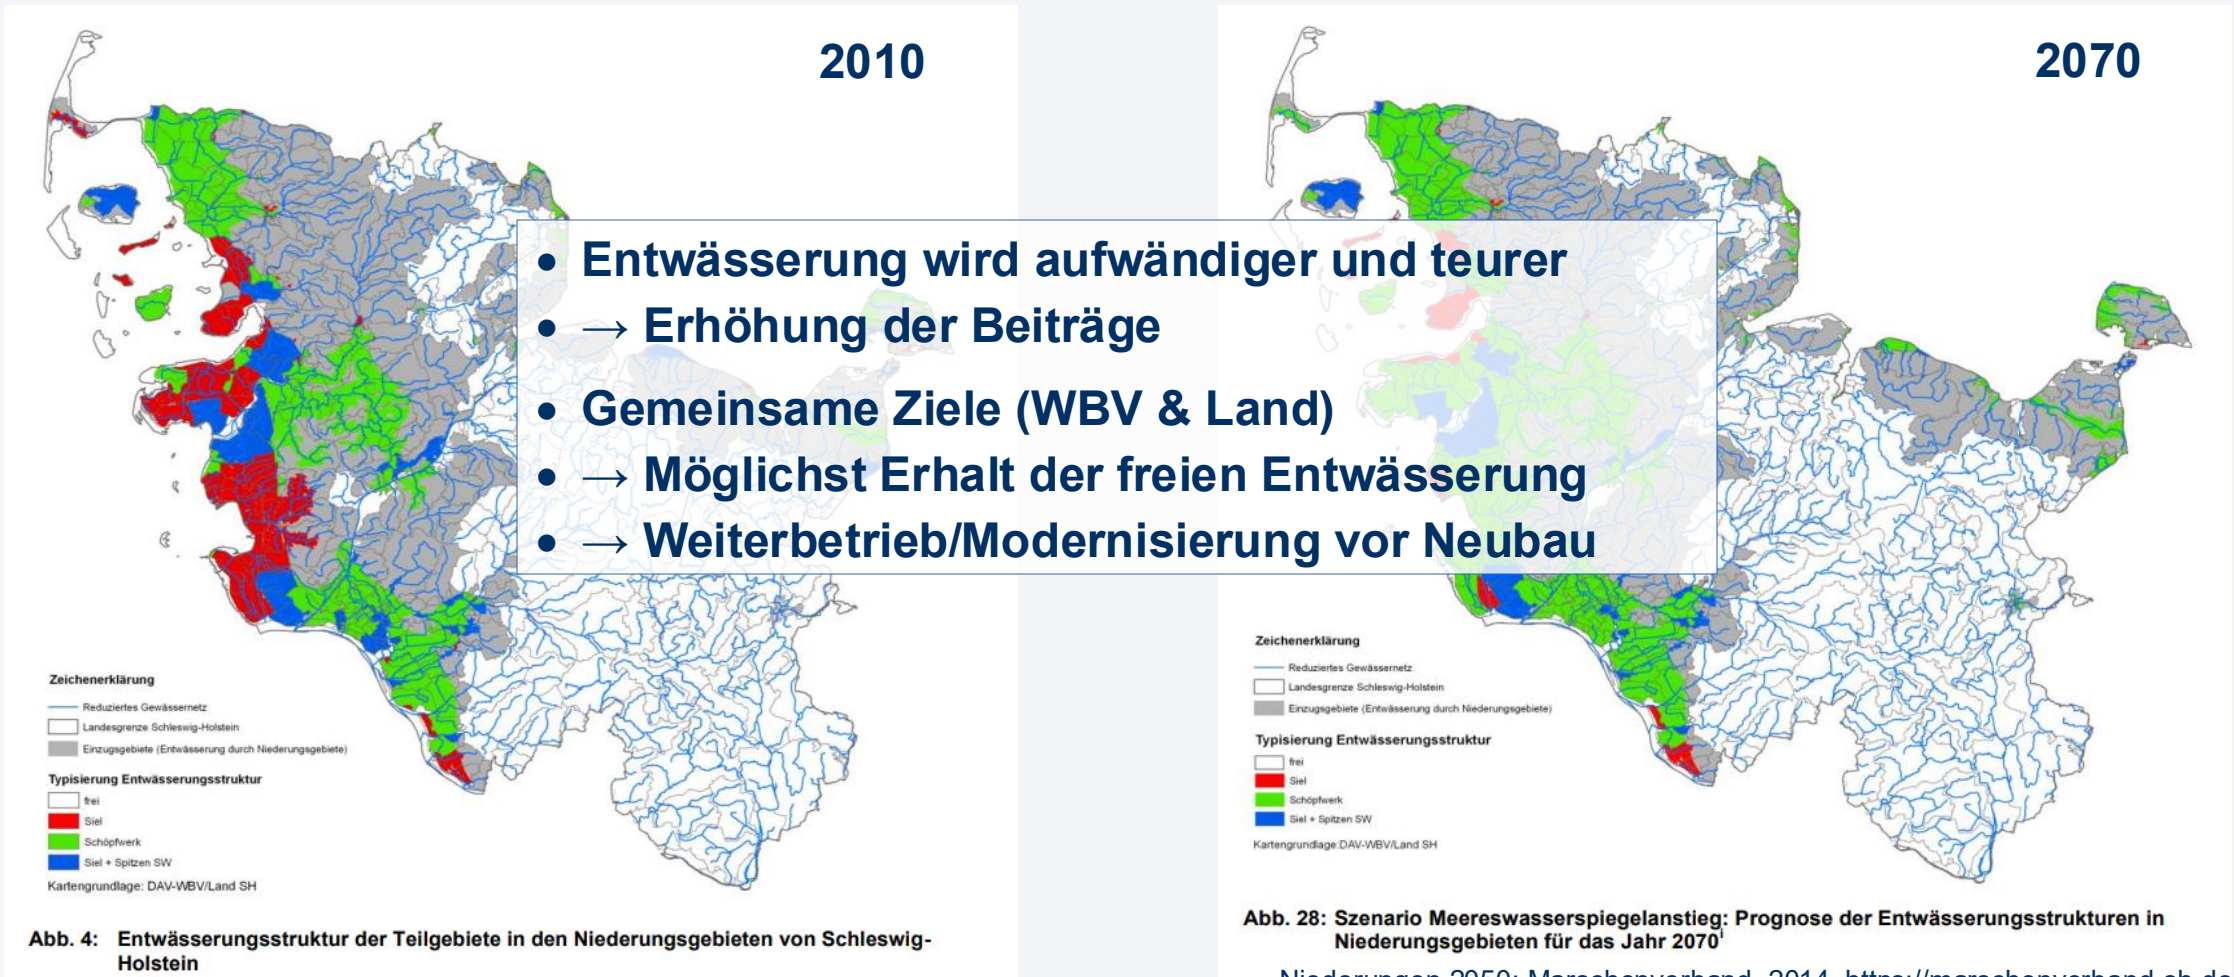 2010
2070
• Entwässerung wird aufwändiger und teurer
• → Erhöhung der Beiträge
• Gemeinsame Ziele (WBV & Land)
• → Möglichst Erhalt der freien Entwässerung
• → Weiterbetrieb/Modernisierung vor Neubau
Zeichenerklärung
Reduziertes Gewässernetz
Landesgrenze Schleswig-Holstein
Einzugsgebiete (Entwässerung durch Niederungsgebiete)
Typisierung Entwässerungsstruktur
frei
Siel
Schöpfwerk
Siel + Spitzen SW
Kartengrundlage: DAV-WBV/Land SH
Abb. 4: Entwässerungsstruktur der Teilgebiete in den Niederungsgebieten von Schleswig-
Holstein
Zeichenerklärung
Reduziertes Gewässernetz
Landesgrenze Schleswig-Holstein
Einzugsgebiete (Entwässerung durch Niederungsgebiete)
Typisierung Entwässerungsstruktur
frei
Siel
Schöpfwerk
Siel + Spitzen SW
Kartengrundlage:DAV-WBV/Land SH
Abb. 28: Szenario Meereswasserspiegelanstieg: Prognose der Entwässerungsstrukturen in
Niederungsgebieten für das Jahr 2070
Niederungen 2050; Marschenverband, 2014,